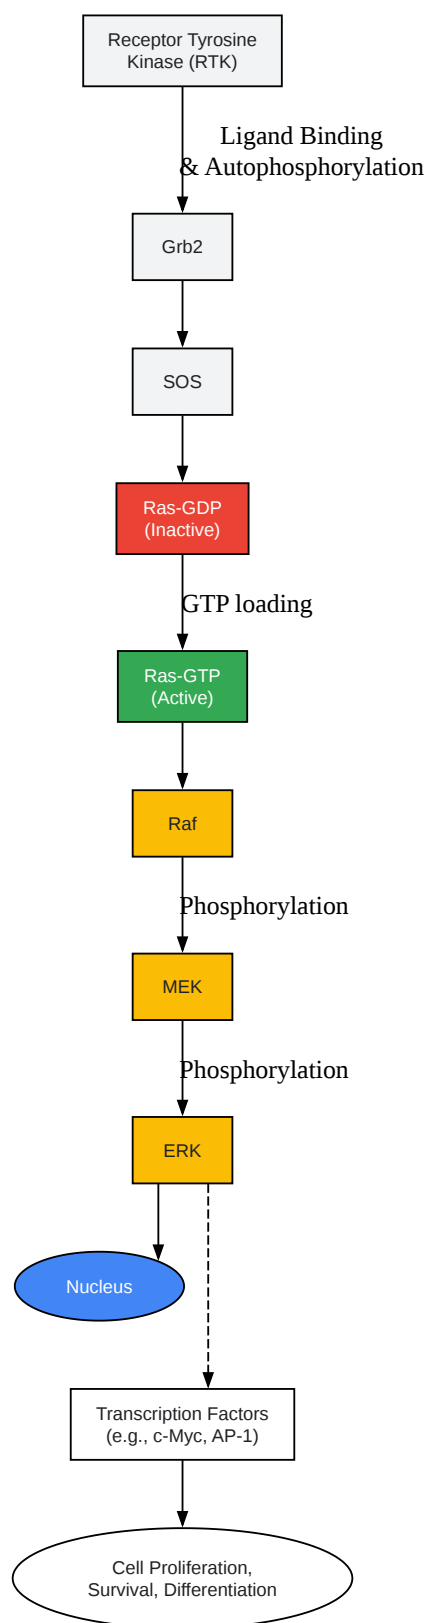 Receptor Tyrosine
Kinase (RTK)
Ligand Binding
& Autophosphorylation
Grb2
SOS
Ras-GDP
(Inactive)
GTP loading
Ras-GTP
(Active)
Raf
Phosphorylation
MEK
Phosphorylation
ERK
Nucleus
Transcription Factors
(e.g., c-Myc, AP-1)
Cell Proliferation,
Survival, Differentiation